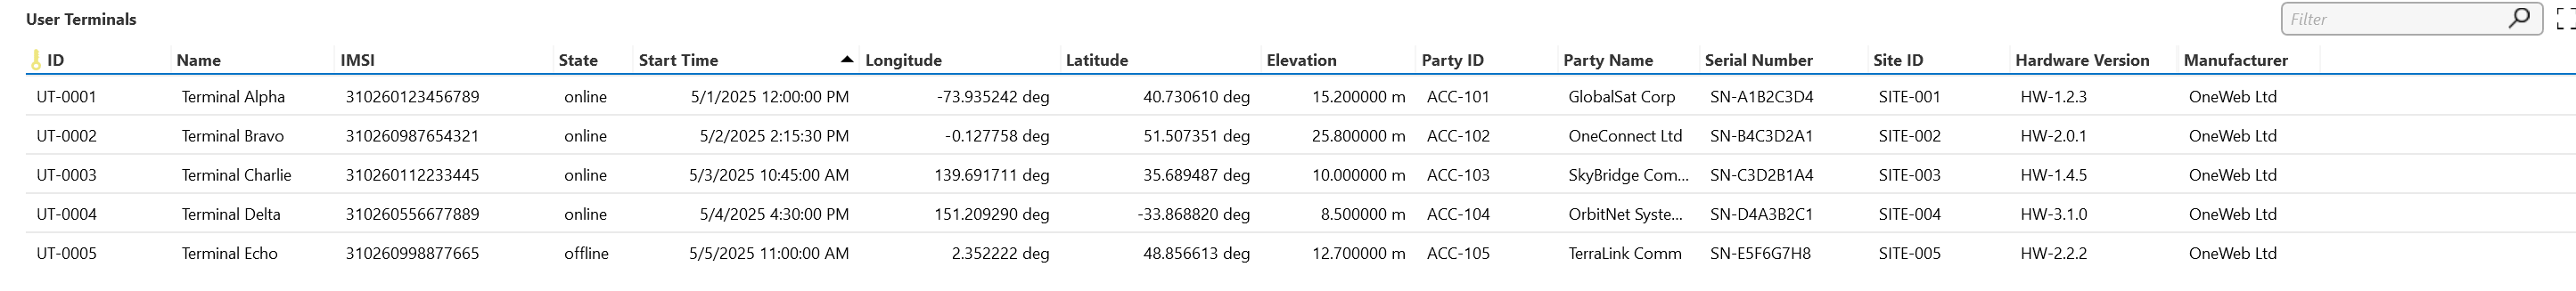 User Terminals
Filter
ID Name IMSI State Start Time Longitude Latitude Elevation Party ID Party Name Serial Number Site ID Hardware Version Manufacturer
UT-0001 Terminal Alpha 310260123456789 online 5/1/2025 12:00:00 PM -73.935242 deg 40.730610 deg 15.200000 m ACC-101 GlobalSat Corp SN-A1B2C3D4 SITE-001 HW-1.2.3 OneWeb Ltd
UT-0002 Terminal Bravo 310260987654321 online 5/2/2025 2:15:30 PM -0.127758 deg 51.507351 deg 25.800000 m ACC-102 OneConnect Ltd SN-B4C3D2A1 SITE-002 HW-2.0.1 OneWeb Ltd
UT-0003 Terminal Charlie 310260112233445 online 5/3/2025 10:45:00 AM 139.691711 deg 35.689487 deg 10.000000 m ACC-103 SkyBridge Com... SN-C3D2B1A4 SITE-003 HW-1.4.5 OneWeb Ltd
UT-0004 Terminal Delta 310260556677889 online 5/4/2025 4:30:00 PM 151.209290 deg -33.868820 deg 8.500000 m ACC-104 OrbitNet Syste... SN-D4A3B2C1 SITE-004 HW-3.1.0 OneWeb Ltd
UT-0005 Terminal Echo 310260998877665 offline 5/5/2025 11:00:00 AM 2.352222 deg 48.856613 deg 12.700000 m ACC-105 TerraLink Comm SN-E5F6G7H8 SITE-005 HW-2.2.2 OneWeb Ltd